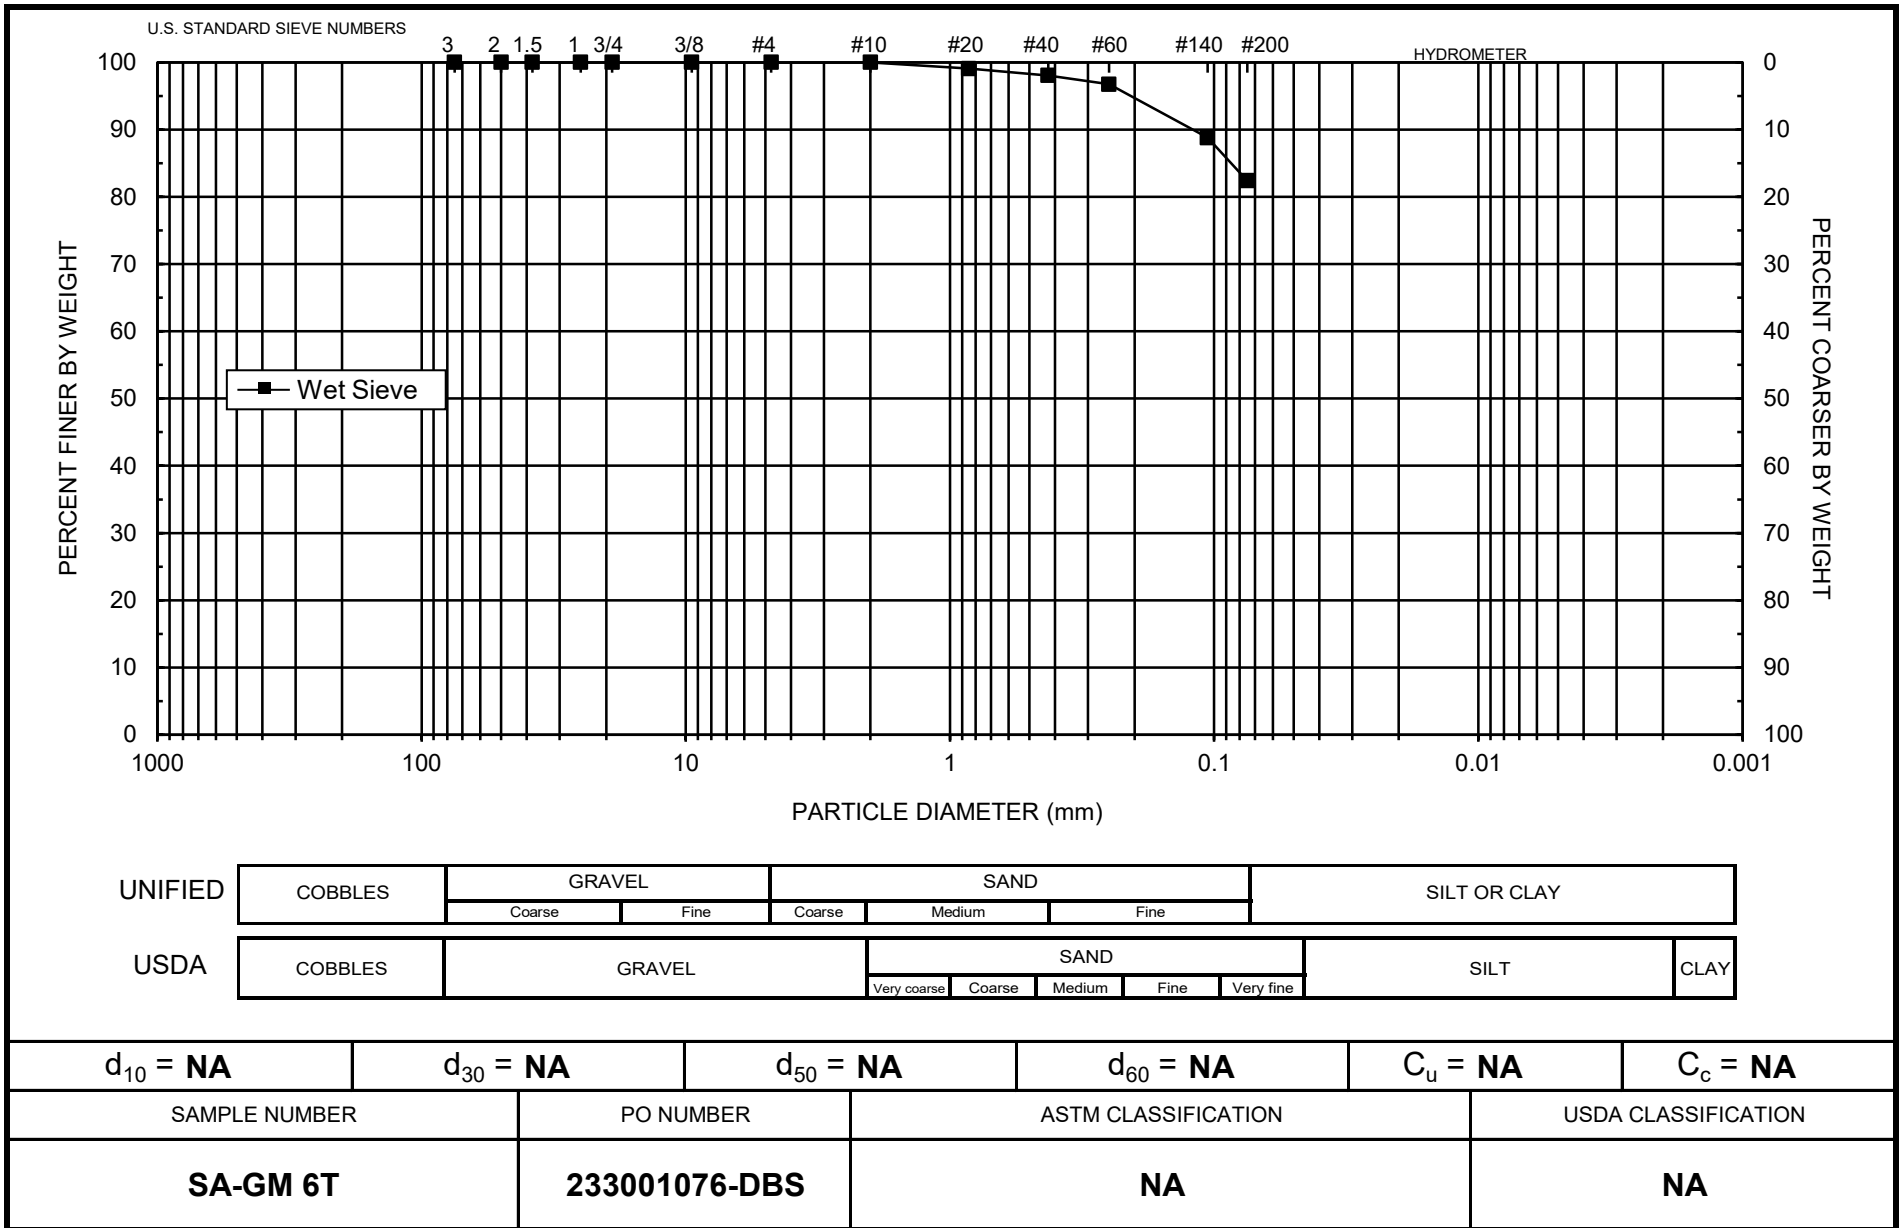 U.S. STANDARD SIEVE NUMBERS
3 2 1.5 1 3/4 3/8 #4 #10 #20 #40 #60 #140 #200
HYDROMETER
100 0
90 10
80 20
70 30
60 40
50 50
40 60
30 70
20 80
10 90
0 100
PERCENT FINER BY WEIGHT
PERCENT COARSER BY WEIGHT
Wet Sieve
1000 100 10 1 0.1 0.01 0.001
PARTICLE DIAMETER (mm)
UNIFIED
COBBLES GRAVEL SAND SILT OR CLAY
Coarse Fine Coarse Medium Fine
USDA
COBBLES GRAVEL SAND SILT CLAY
Very coarse Coarse Medium Fine Very fine
d10 = NA d30 = NA d50 = NA d60 = NA Cu = NA Cc = NA
SAMPLE NUMBER PO NUMBER ASTM CLASSIFICATION USDA CLASSIFICATION
SA-GM 6T 233001076-DBS NA NA